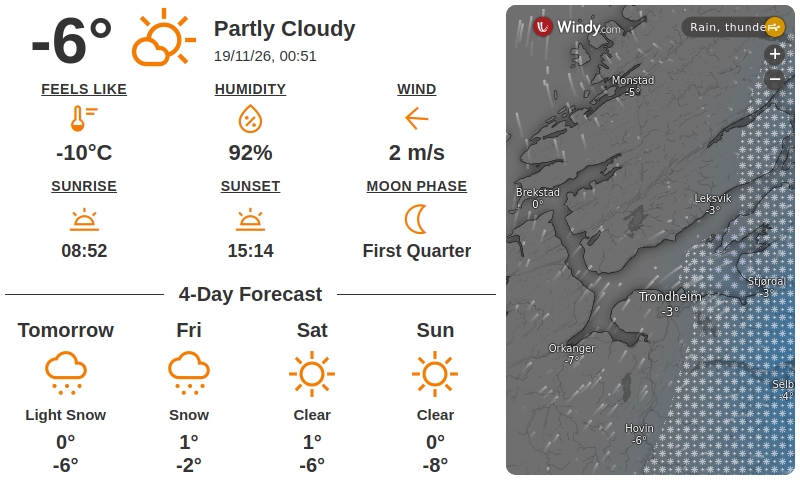 -6°
Partly Cloudy
19/11/26, 00:51
FEELS LIKE
-10°C
HUMIDITY
92%
WIND
2 m/s
SUNRISE
08:52
SUNSET
15:14
MOON PHASE
First Quarter
4-Day Forecast
Tomorrow
Light Snow
0°
-6°
Fri
Snow
1°
-2°
Sat
Clear
1°
-6°
Sun
Clear
0°
-8°
Windy.com
Rain, thunde
+
−
Monstad
-5°
Brekstad
0°
Leksvik
-3°
Stjørdal
-3
Trondheim
-3°
Orkanger
-7°
Selb
-4°
Hovin
-6°